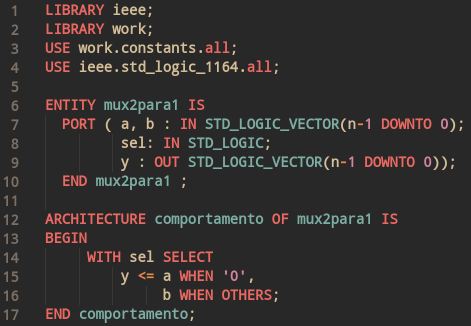 1 LIBRARY ieee;
2 LIBRARY work;
3 USE work.constants.all;
4 USE ieee.std_logic_1164.all;
5
6 ENTITY mux2para1 IS
7 PORT ( a, b : IN STD_LOGIC_VECTOR(n-1 DOWNTO 0);
8 sel: IN STD_LOGIC;
9 y : OUT STD_LOGIC_VECTOR(n-1 DOWNTO 0));
10 END mux2para1 ;
11
12 ARCHITECTURE comportamento OF mux2para1 IS
13 BEGIN
14 WITH sel SELECT
15 y <= a WHEN '0',
16 b WHEN OTHERS;
17 END comportamento;